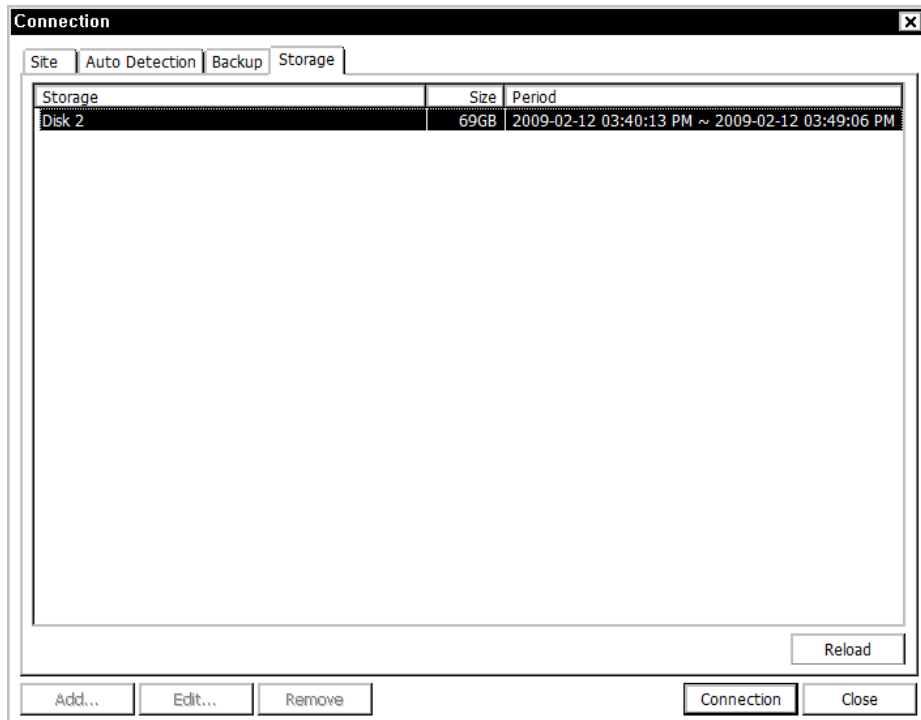 Connection
Site Auto Detection Backup Storage
Storage Size Period
Disk 2 69GB 2009-02-12 03:40:13 PM ~ 2009-02-12 03:49:06 PM
Reload
Add... Edit... Remove Connection Close